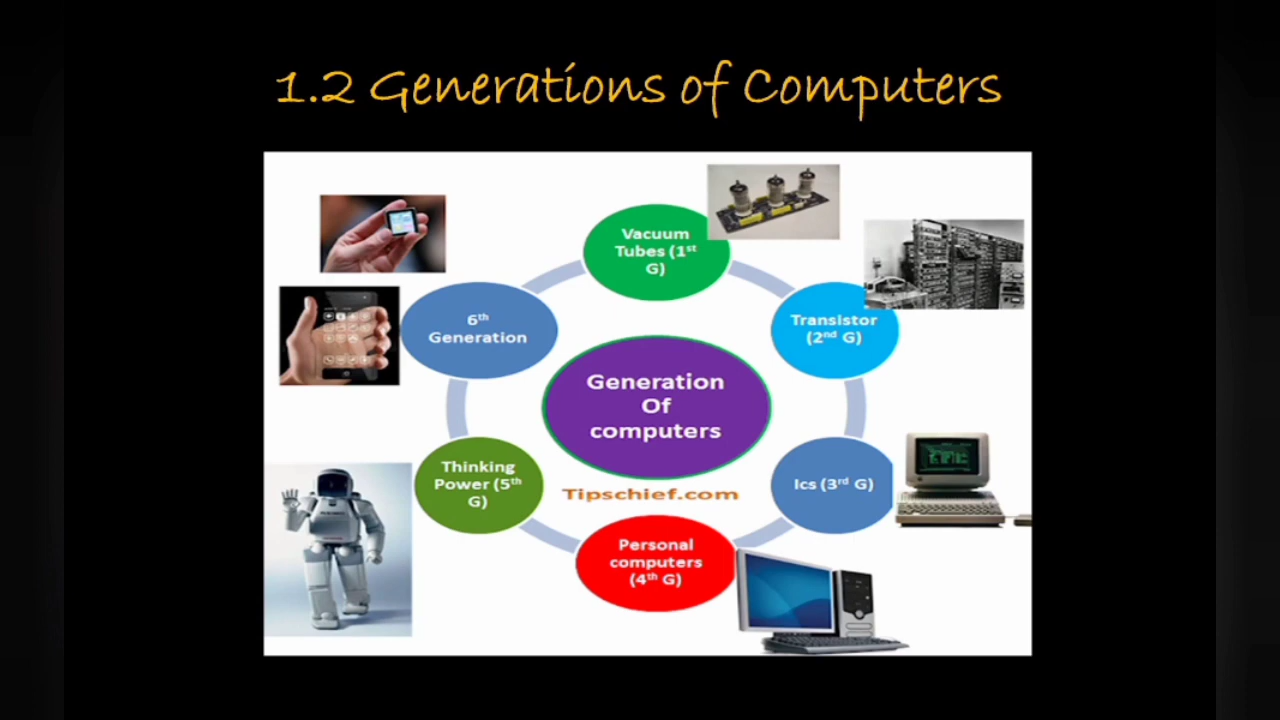 1.2 Generations of Computers
Vacuum
Tubes (1st
G)
Transistor
(2nd G)
Ics (3rd G)
Personal
computers
(4th G)
Thinking
Power (5th
G)
6th
Generation
Generation
Of
computers
Tipschief.com